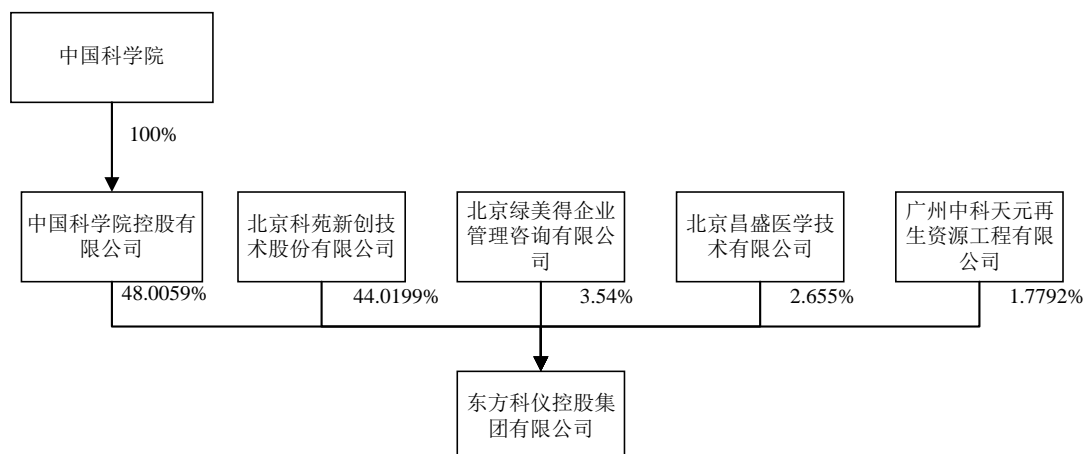 中国科学院
100%
中国科学院控股有
限公司
北京科苑新创技
术股份有限公司
北京绿美得企业
管理咨询有限公
司
北京昌盛医学技
术有限公司
广州中科天元再
生资源工程有限
公司
48.0059%
44.0199%
3.54%
2.655%
1.7792%
东方科仪控股集
团有限公司